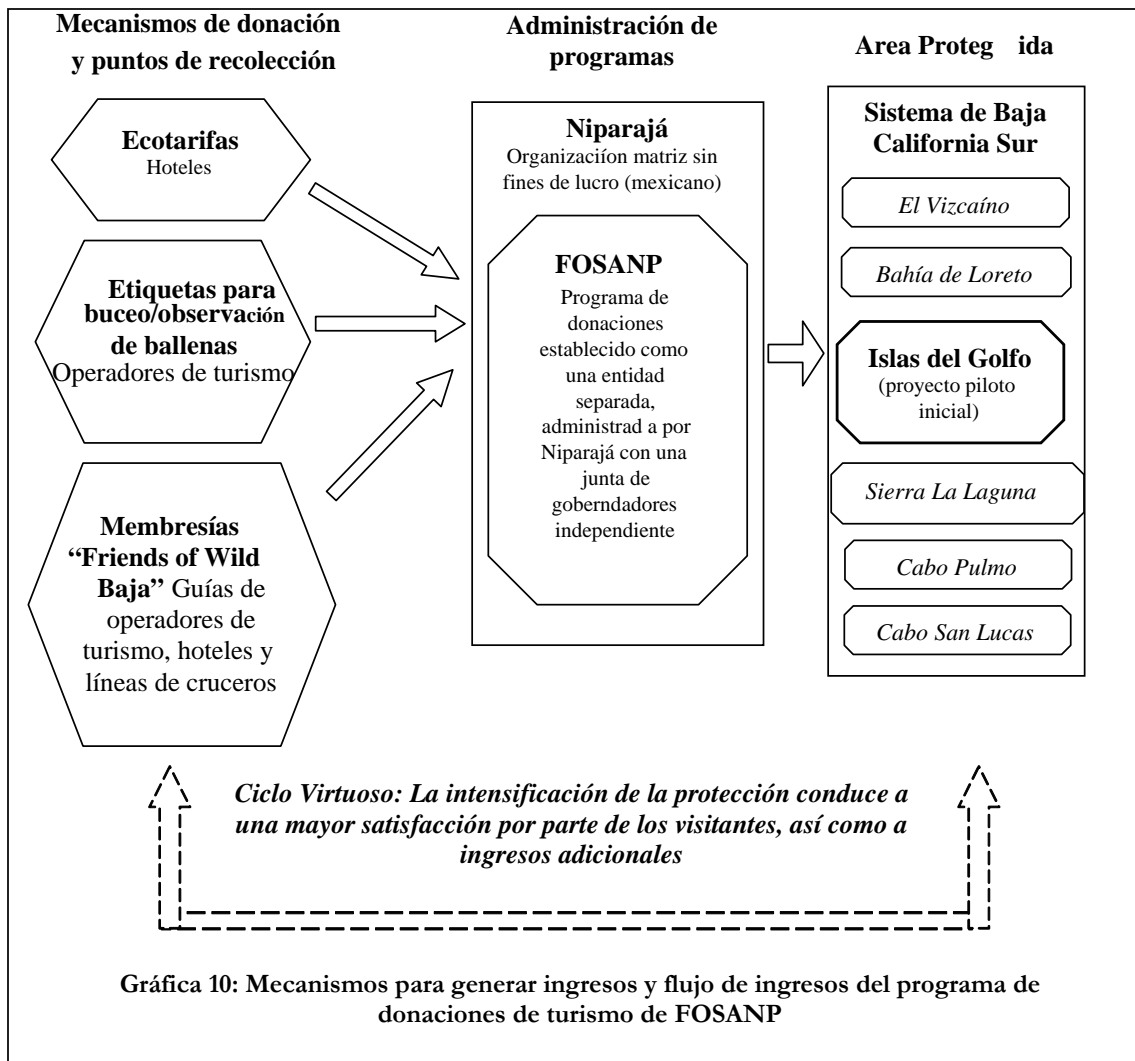 Mecanismos de donación
y puntos de recolección
Ecotarifas
Hoteles
Etiquetas para
buceo/observación
de ballenas
Operadores de turismo
Membresías
“Friends of Wild
Baja” Guías de
operadores de
turismo, hoteles y
líneas de cruceros
Administración de
programas
Niparajá
Organizaciíon matriz sin
fines de lucro (mexicano)
FOSANP
Programa de
donaciones
establecido como
una entidad
separada,
administrad a por
Niparajá con una
junta de
goberndadores
independiente
Area Proteg ida
Sistema de Baja
California Sur
El Vizcaíno
Bahía de Loreto
Islas del Golfo
(proyecto piloto
inicial)
Sierra La Laguna
Cabo Pulmo
Cabo San Lucas
Ciclo Virtuoso: La intensificación de la protección conduce a
una mayor satisfacción por parte de los visitantes, así como a
ingresos adicionales
Gráfica 10: Mecanismos para generar ingresos y flujo de ingresos del programa de
donaciones de turismo de FOSANP